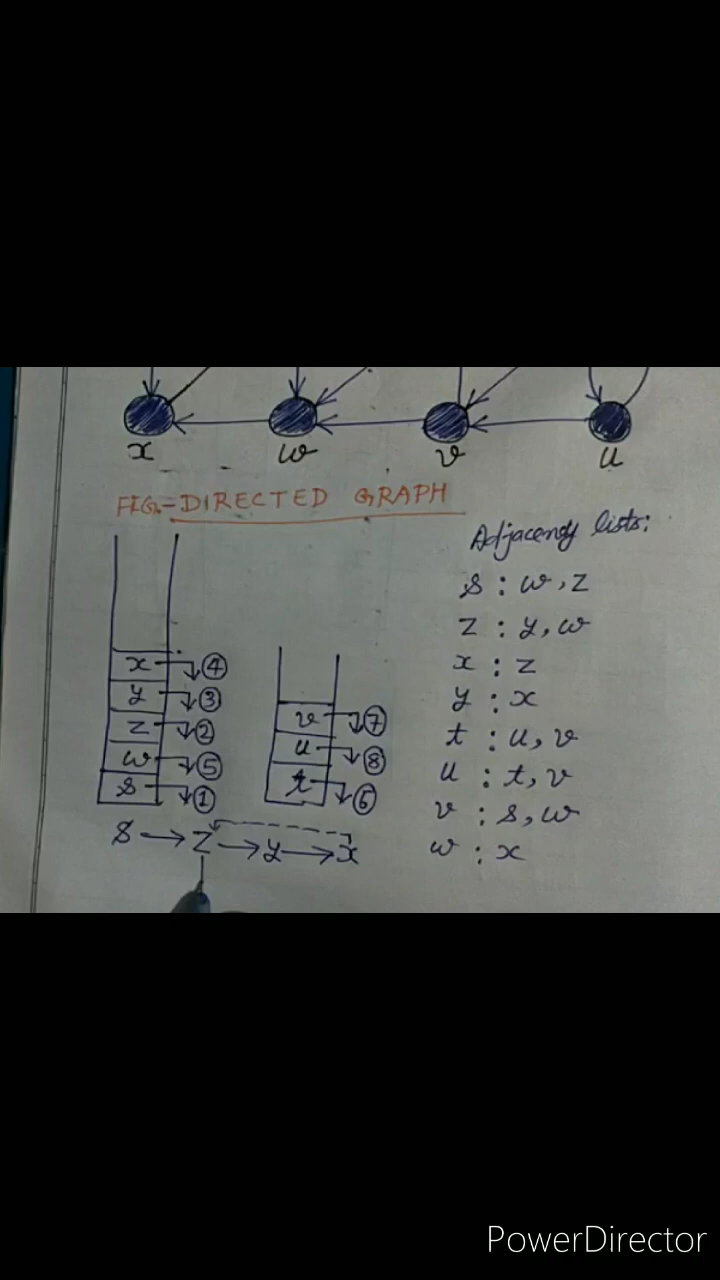 x w v u
FIG:-DIRECTED GRAPH
Adjacency lists:
s : w, z
z : y, w
x : z
y : x
t : u, v
u : t, v
v : s, w
w : x
x → ④
y → ③
z → ②
w → ⑤
s → ①
v → ⑦
u → ⑧
t → ⑥
s → z → y → x
PowerDirector